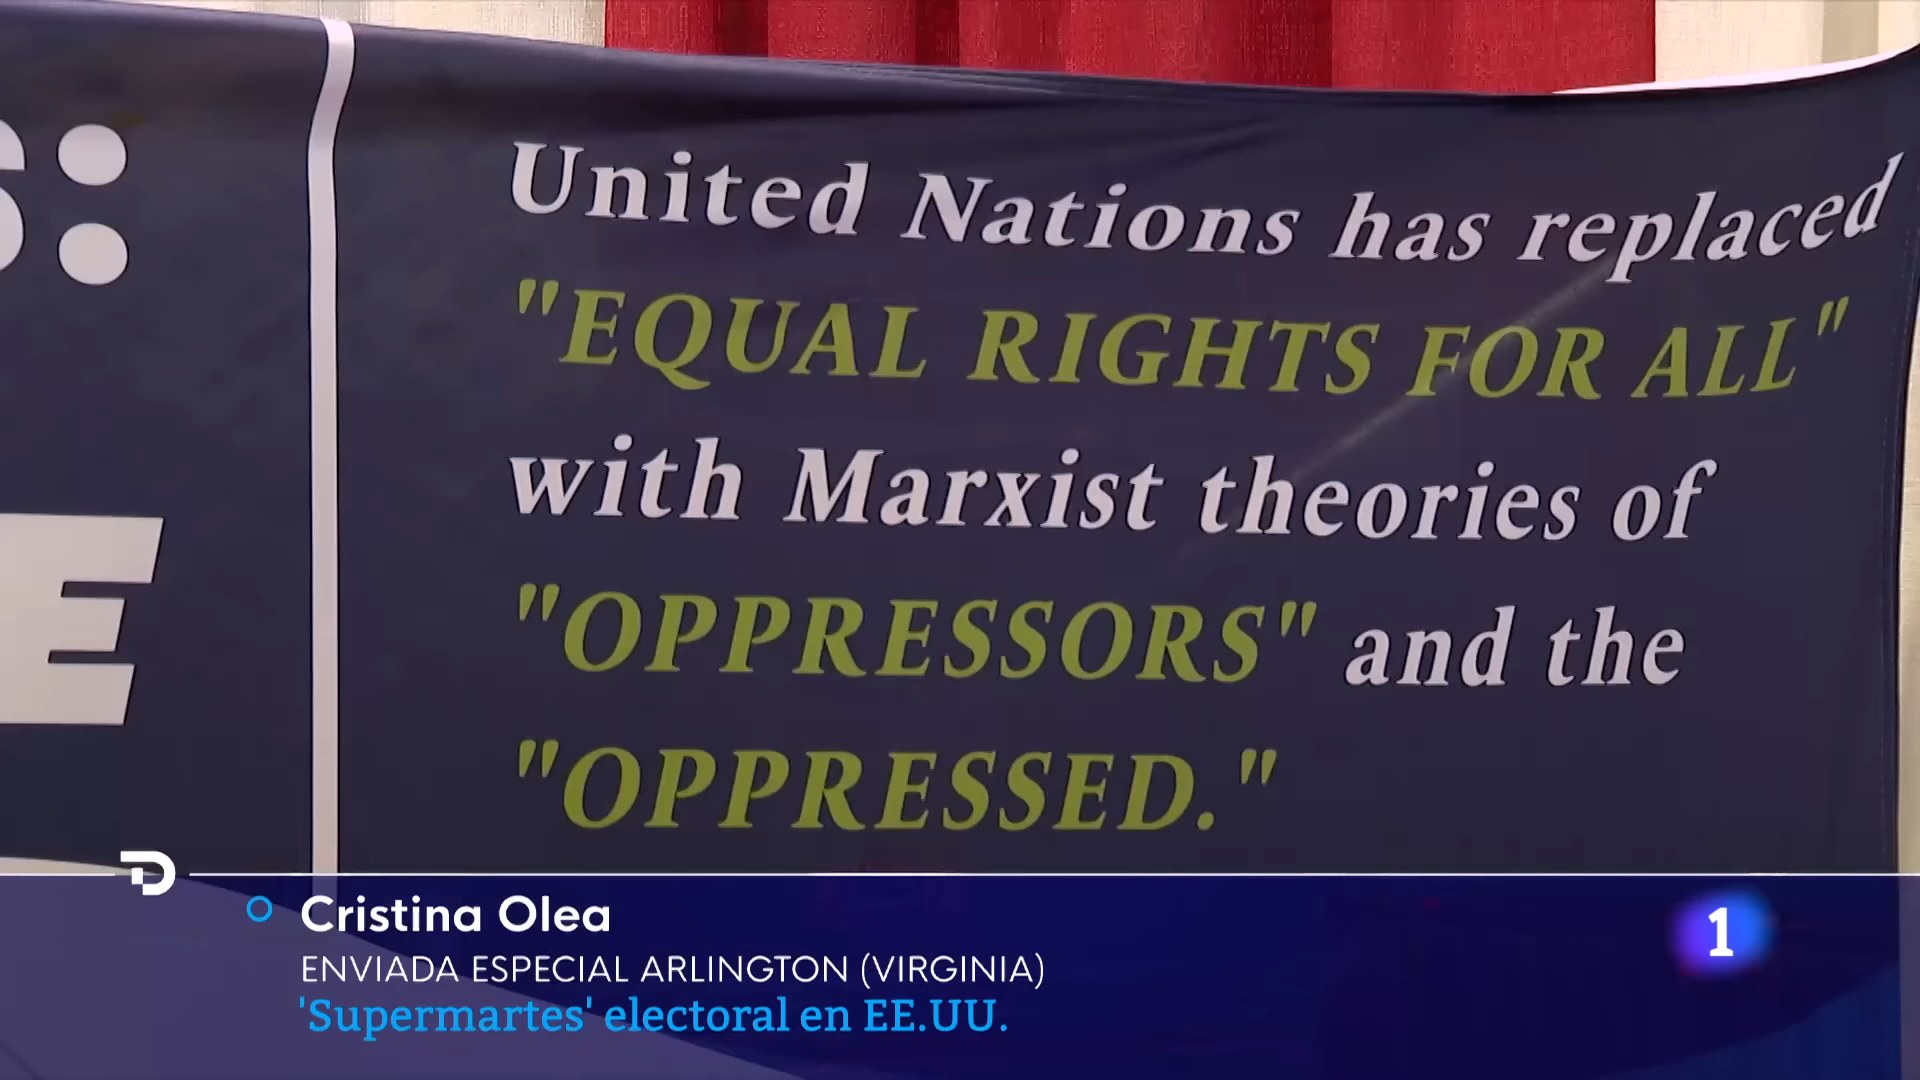 S:
E
United Nations has replaced
"EQUAL RIGHTS FOR ALL"
with Marxist theories of
"OPPRESSORS" and the
"OPPRESSED."
Cristina Olea
ENVIADA ESPECIAL ARLINGTON (VIRGINIA)
'Supermartes' electoral en EE.UU.
1